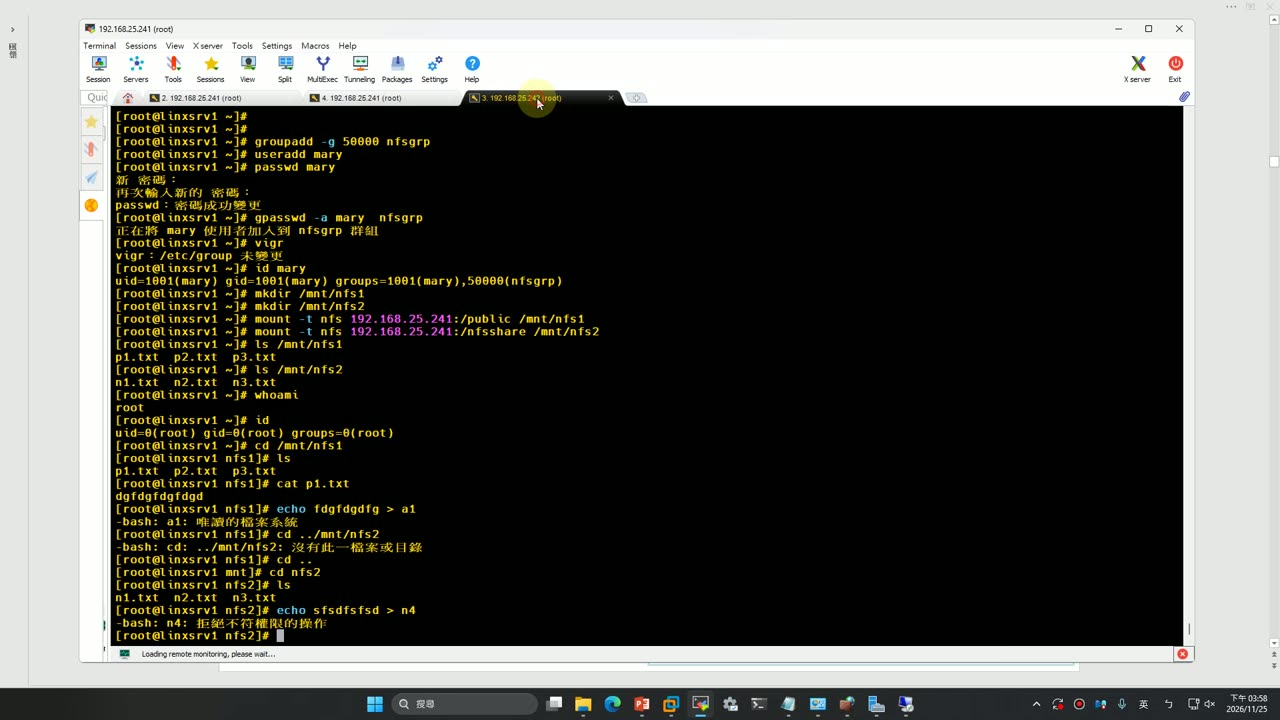 192.168.25.241 (root)
Terminal Sessions View X server Tools Settings Macros Help
Session Servers Tools Sessions View Split MultiExec Tunneling Packages Settings Help X server Exit
2. 192.168.25.241 (root) 4. 192.168.25.241 (root) 3. 192.168.25.242 (root)
[root@linxsrv1 ~]#
[root@linxsrv1 ~]#
[root@linxsrv1 ~]# groupadd -g 50000 nfsgrp
[root@linxsrv1 ~]# useradd mary
[root@linxsrv1 ~]# passwd mary
新 密碼：
再次輸入新的 密碼：
passwd：密碼成功變更
[root@linxsrv1 ~]# gpasswd -a mary  nfsgrp
正在將 mary 使用者加入到 nfsgrp 群組
[root@linxsrv1 ~]# vigr
vigr：/etc/group 未變更
[root@linxsrv1 ~]# id mary
uid=1001(mary) gid=1001(mary) groups=1001(mary),50000(nfsgrp)
[root@linxsrv1 ~]# mkdir /mnt/nfs1
[root@linxsrv1 ~]# mkdir /mnt/nfs2
[root@linxsrv1 ~]# mount -t nfs 192.168.25.241:/public /mnt/nfs1
[root@linxsrv1 ~]# mount -t nfs 192.168.25.241:/nfsshare /mnt/nfs2
[root@linxsrv1 ~]# ls /mnt/nfs1
p1.txt  p2.txt  p3.txt
[root@linxsrv1 ~]# ls /mnt/nfs2
n1.txt  n2.txt  n3.txt
[root@linxsrv1 ~]# whoami
root
[root@linxsrv1 ~]# id
uid=0(root) gid=0(root) groups=0(root)
[root@linxsrv1 ~]# cd /mnt/nfs1
[root@linxsrv1 nfs1]# ls
p1.txt  p2.txt  p3.txt
[root@linxsrv1 nfs1]# cat p1.txt
dgfdgfdgfdgd
[root@linxsrv1 nfs1]# echo fdgfdgdfg > a1
-bash: a1: 唯讀的檔案系統
[root@linxsrv1 nfs1]# cd ../mnt/nfs2
-bash: cd: ../mnt/nfs2: 沒有此一檔案或目錄
[root@linxsrv1 nfs1]# cd ..
[root@linxsrv1 mnt]# cd nfs2
[root@linxsrv1 nfs2]# ls
n1.txt  n2.txt  n3.txt
[root@linxsrv1 nfs2]# echo sfsdfsfsd > n4
-bash: n4: 拒絕不符權限的操作
[root@linxsrv1 nfs2]#
Loading remote monitoring, please wait...
搜尋
英
下午 03:58
2026/11/25